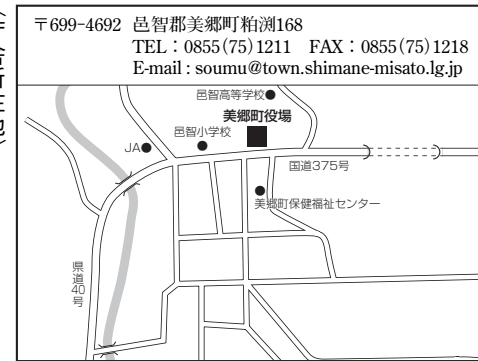 〒699-4692 邑智郡美郷町粕渕168
TEL：0855(75)1211　FAX：0855(75)1218
E-mail : soumu@town.shimane-misato.lg.jp
邑智高等学校
美郷町役場
邑智小学校
JA
国道375号
美郷町保健福祉センター
県道40号